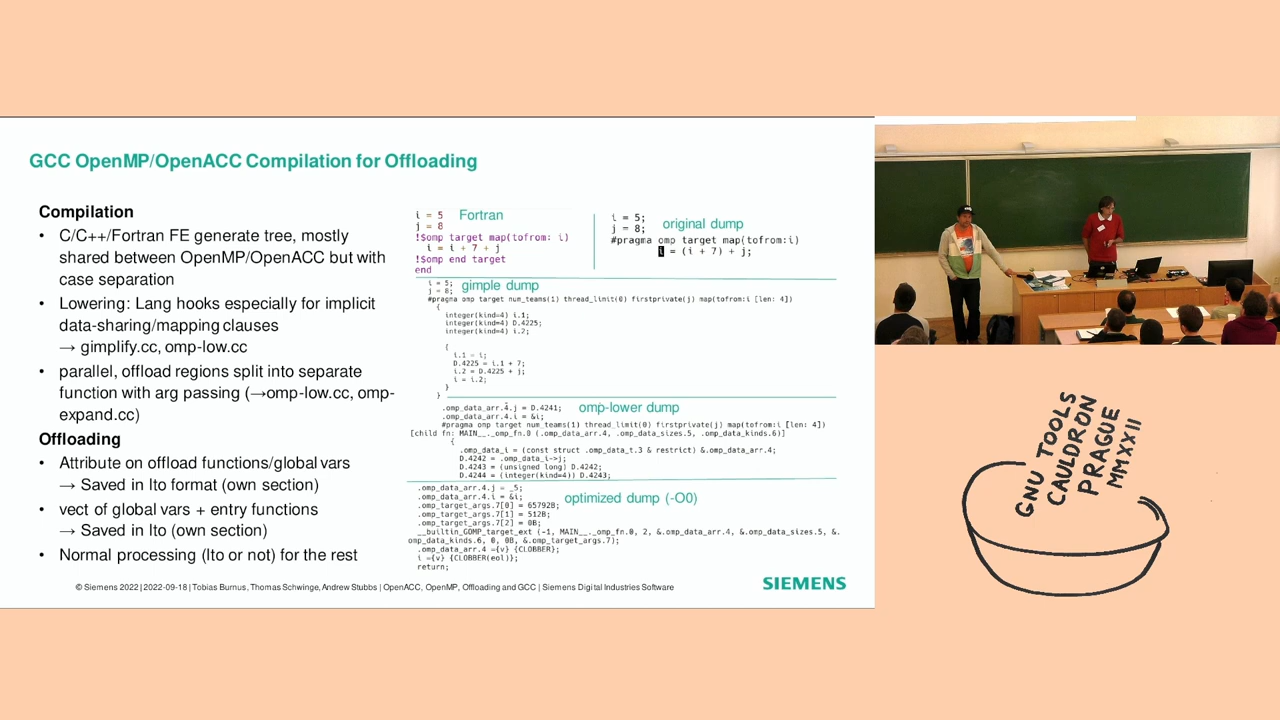 GCC OpenMP/OpenACC Compilation for Offloading
Compilation
• C/C++/Fortran FE generate tree, mostly
shared between OpenMP/OpenACC but with
case separation
• Lowering: Lang hooks especially for implicit
data-sharing/mapping clauses
→ gimplify.cc, omp-low.cc
• parallel, offload regions split into separate
function with arg passing (→omp-low.cc, omp-
expand.cc)
Offloading
• Attribute on offload functions/global vars
→ Saved in lto format (own section)
• vect of global vars + entry functions
→ Saved in lto (own section)
• Normal processing (lto or not) for the rest
i = 5 Fortran
j = 8
!$omp target map(tofrom: i)
i = i + 7 + j
!$omp end target
end
i = 5;
j = 8; original dump
#pragma omp target map(tofrom:i)
i = (i + 7) + j;
i = 5; gimple dump
j = 8;
#pragma omp target num_teams(1) thread_limit(0) firstprivate(j) map(tofrom:i [len: 4])
{
integer(kind=4) i.1;
integer(kind=4) D.4225;
integer(kind=4) i.2;
{
i.1 = i;
D.4225 = i.1 + 7;
i.2 = D.4225 + j;
i = i.2;
}
}
.omp_data_arr.4.j = D.4241; omp-lower dump
.omp_data_arr.4.i = &i;
#pragma omp target num_teams(1) thread_limit(0) firstprivate(j) map(tofrom:i [len: 4])
[child fn: MAIN__._omp_fn.0 (.omp_data_arr.4, .omp_data_sizes.5, .omp_data_kinds.6)]
{
.omp_data_i = (const struct .omp_data_t.3 & restrict) &.omp_data_arr.4;
D.4242 = .omp_data_i->j;
D.4243 = (unsigned long) D.4242;
D.4244 = (integer(kind=4)) D.4243;
.omp_data_arr.4.j = _5;
.omp_data_arr.4.i = &i; optimized dump (-O0)
.omp_target_args.7[0] = 65792B;
.omp_target_args.7[1] = 512B;
.omp_target_args.7[2] = 0B;
__builtin_GOMP_target_ext (-1, MAIN__._omp_fn.0, 2, &.omp_data_arr.4, &.omp_data_sizes.5, &.
omp_data_kinds.6, 0, 0B, &.omp_target_args.7);
.omp_data_arr.4 ={v} {CLOBBER};
i ={v} {CLOBBER(eol)};
return;
© Siemens 2022 | 2022-09-18 | Tobias Burnus, Thomas Schwinge, Andrew Stubbs | OpenACC, OpenMP, Offloading and GCC | Siemens Digital Industries Software
SIEMENS
GNU TOOLS
CAULDRON
PRAGUE
MMXXII